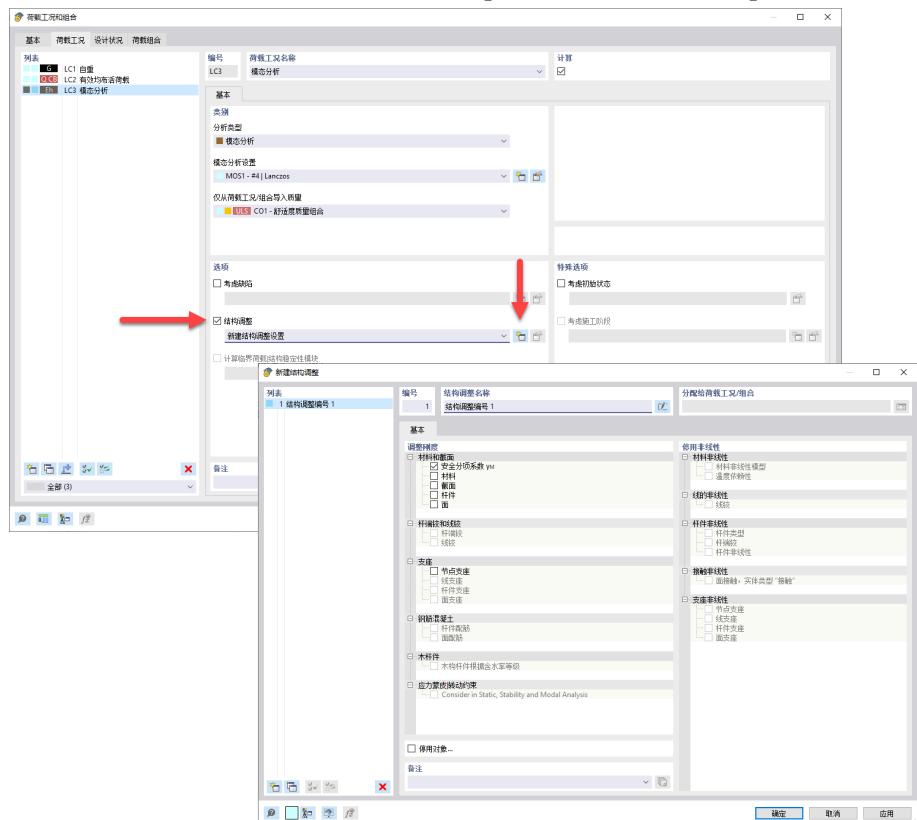 荷载工况和组合
基本 荷载工况 设计状况 荷载组合
列表
G LC1 自重
Q CB LC2 有效均布活荷载
Eh LC3 模态分析
全部 (3)
编号 荷载工况名称
LC3 模态分析
计算
基本
类别
分析类型
模态分析
模态分析设置
MOS1 - #4 | Lanczos
仅从荷载工况/组合导入质量
ULS CO1 - 舒适度质量组合
选项
考虑缺陷
结构调整
新建结构调整设置
计算临界荷载|结构稳定性模块
特殊选项
考虑初始状态
考虑施工阶段
备注
新建结构调整
列表
1 结构调整编号 1
编号 结构调整名称
1 结构调整编号 1
分配给荷载工况/组合
基本
调整刚度
材料和截面
安全分项系数 γM
材料
截面
杆件
面
杆端铰和线铰
杆端铰
线铰
支座
节点支座
线支座
杆件支座
面支座
钢筋混凝土
杆件配筋
面配筋
木杆件
木构杆件根据含水率等级
应力蒙皮|转动约束
Consider in Static, Stability and Modal Analysis
停用对象...
备注
停用非线性
材料非线性
材料非线性模型
温度依赖性
线的非线性
线铰
杆件非线性
杆件类型
杆端铰
杆件非线性
接触非线性
面接触，实体类型 "接触"
支座非线性
节点支座
线支座
杆件支座
面支座
确定 取消 应用